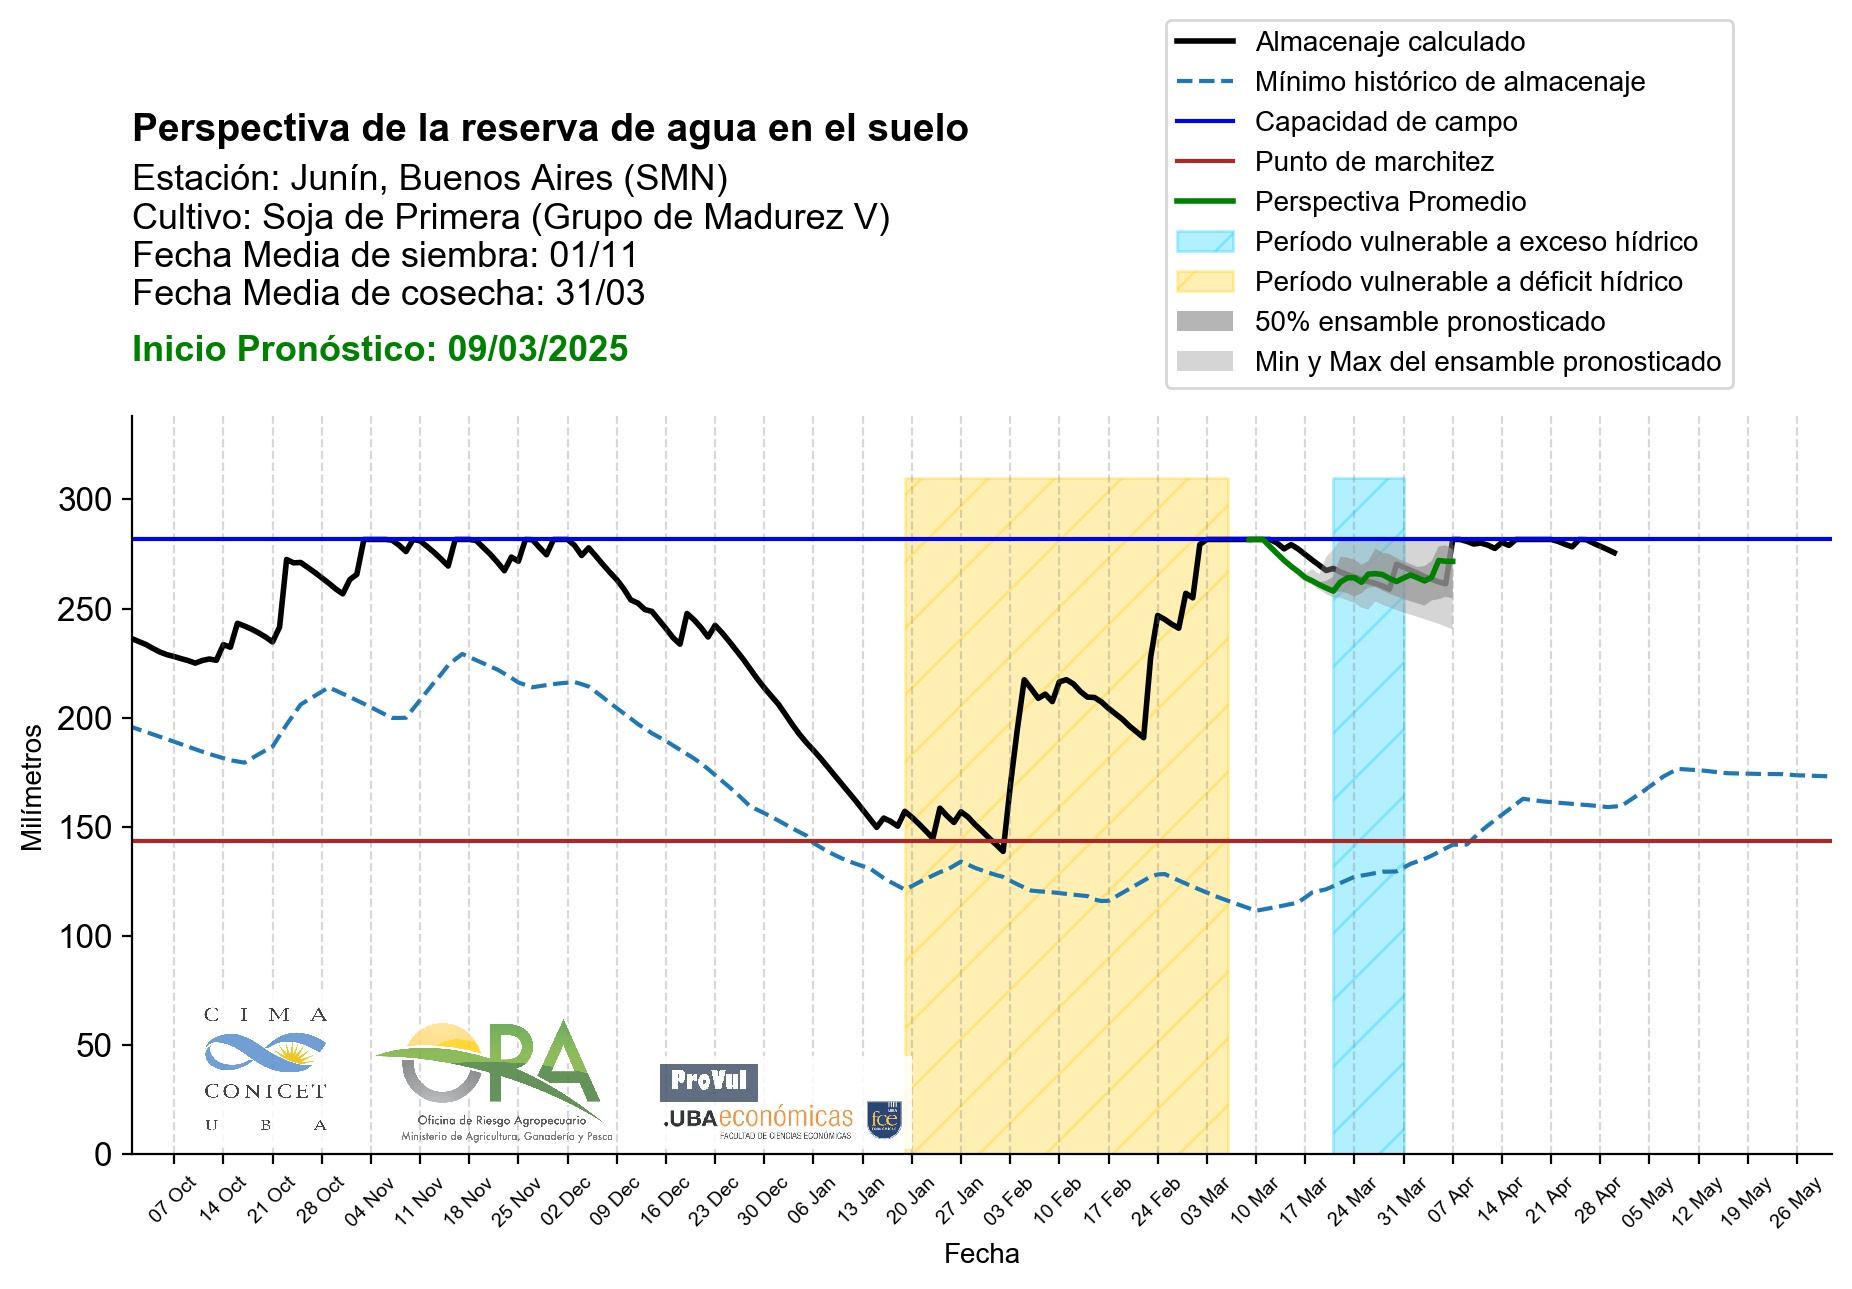 Almacenaje calculado
Mínimo histórico de almacenaje
Capacidad de campo
Punto de marchitez
Perspectiva Promedio
Período vulnerable a exceso hídrico
Período vulnerable a déficit hídrico
50% ensamble pronosticado
Min y Max del ensamble pronosticado
Perspectiva de la reserva de agua en el suelo
Estación: Junín, Buenos Aires (SMN)
Cultivo: Soja de Primera (Grupo de Madurez V)
Fecha Media de siembra: 01/11
Fecha Media de cosecha: 31/03
Inicio Pronóstico: 09/03/2025
Milímetros
300
250
200
150
100
50
0
CIMA
CONICET
UBA
ORA
Oficina de Riesgo Agropecuario
Ministerio de Agricultura, Ganadería y Pesca
ProVul
.UBAeconómicas
FACULTAD DE CIENCIAS ECONÓMICAS
UBA
fce
ECONÓMICAS
07 Oct
14 Oct
21 Oct
28 Oct
04 Nov
11 Nov
18 Nov
25 Nov
02 Dec
09 Dec
16 Dec
23 Dec
30 Dec
06 Jan
13 Jan
20 Jan
27 Jan
03 Feb
10 Feb
17 Feb
24 Feb
03 Mar
10 Mar
17 Mar
24 Mar
31 Mar
07 Apr
14 Apr
21 Apr
28 Apr
05 May
12 May
19 May
26 May
Fecha